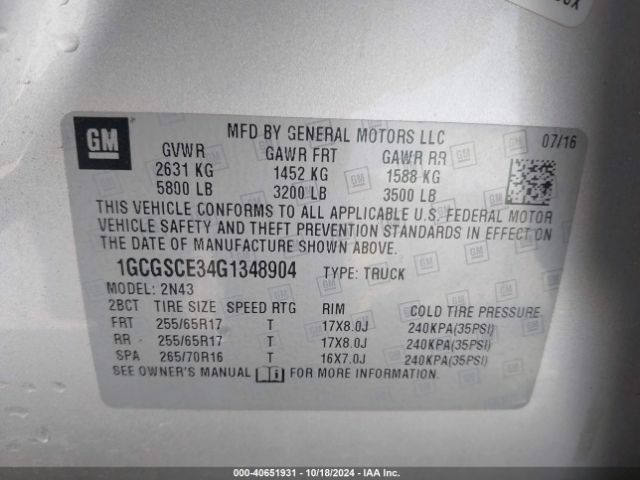 GM
MFD BY GENERAL MOTORS LLC 07/16
GVWR GAWR FRT GAWR RR
2631 KG 1452 KG 1588 KG
5800 LB 3200 LB 3500 LB
THIS VEHICLE CONFORMS TO ALL APPLICABLE U.S. FEDERAL MOTOR
VEHICLE SAFETY AND THEFT PREVENTION STANDARDS IN EFFECT ON
THE DATE OF MANUFACTURE SHOWN ABOVE.
1GCGSCE34G1348904 TYPE: TRUCK
MODEL: 2N43
2BCT TIRE SIZE SPEED RTG RIM COLD TIRE PRESSURE
FRT 255/65R17 T 17X8.0J 240KPA(35PSI)
RR 255/65R17 T 17X8.0J 240KPA(35PSI)
SPA 265/70R16 T 16X7.0J 240KPA(35PSI)
SEE OWNER'S MANUAL FOR MORE INFORMATION.
000-40651931 - 10/18/2024 - IAA Inc.